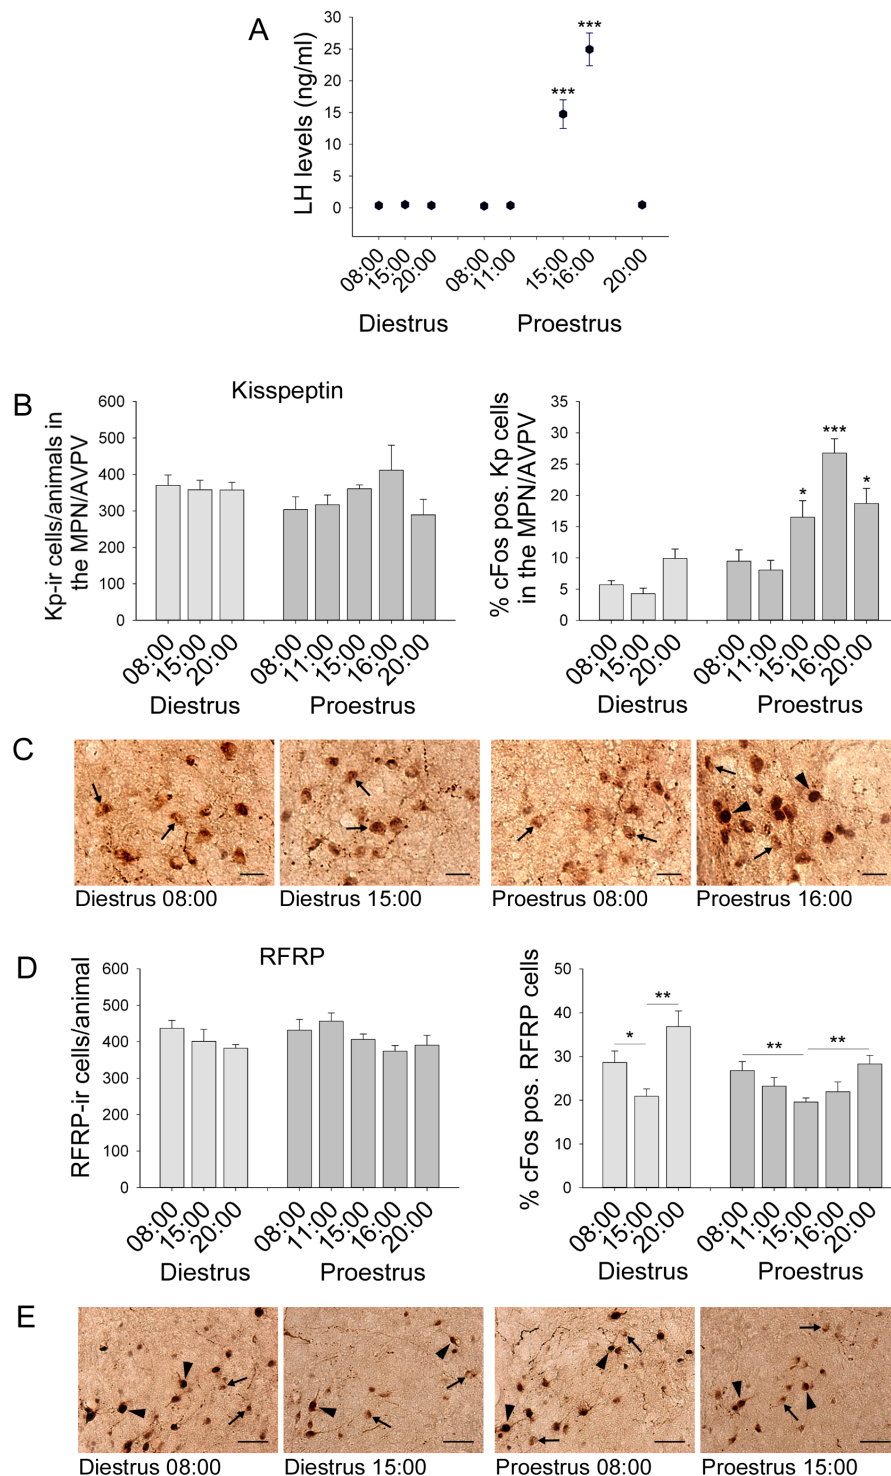 A
LH levels (ng/ml)
30
25
20
15
10
5
0
***
***
08:00
15:00
20:00
08:00
11:00
15:00
16:00
20:00
Diestrus
Proestrus
B
Kisspeptin
Kp-ir cells/animals in
the MPN/AVPV
600
500
400
300
200
100
0
08:00
15:00
20:00
08:00
11:00
15:00
16:00
20:00
Diestrus
Proestrus
% cFos pos. Kp cells
in the MPN/AVPV
35
30
25
20
15
10
5
0
*
***
*
08:00
15:00
20:00
08:00
11:00
15:00
16:00
20:00
Diestrus
Proestrus
C
Diestrus 08:00
Diestrus 15:00
Proestrus 08:00
Proestrus 16:00
D
RFRP
RFRP-ir cells/animal
600
500
400
300
200
100
0
08:00
15:00
20:00
08:00
11:00
15:00
16:00
20:00
Diestrus
Proestrus
% cFos pos. RFRP cells
50
40
30
20
10
0
*
**
**
**
08:00
15:00
20:00
08:00
11:00
15:00
16:00
20:00
Diestrus
Proestrus
E
Diestrus 08:00
Diestrus 15:00
Proestrus 08:00
Proestrus 15:00